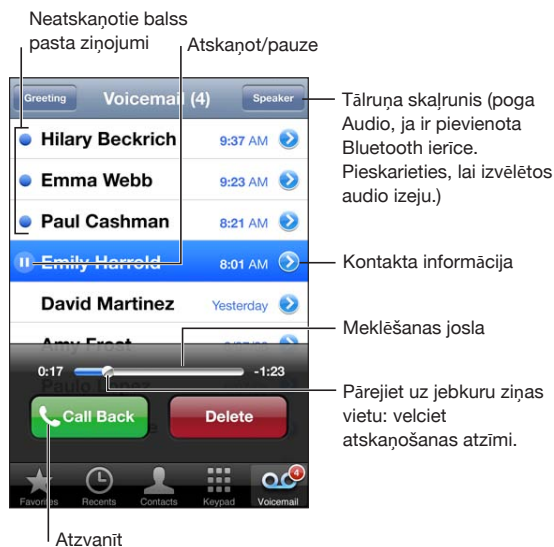 Neatskaņotie balss
pasta ziņojumi
Atskaņot/pauze
Greeting
Voicemail (4)
Speaker
Tālruņa skaļrunis (poga
Audio, ja ir pievienota
Bluetooth ierīce.
Pieskarieties, lai izvēlētos
audio izeju.)
Hilary Beckrich 9:37 AM
Emma Webb 9:23 AM
Paul Cashman 8:21 AM
Emily Harrold 8:01 AM
Kontakta informācija
David Martinez Yesterday
Amy Frost
Meklēšanas josla
0:17 -1:23
Paulo Lopez
Pārejiet uz jebkuru ziņas
vietu: velciet
atskaņošanas atzīmi.
Call Back
Delete
4
Favorites
Recents
Contacts
Keypad
Voicemail
Atzvanīt